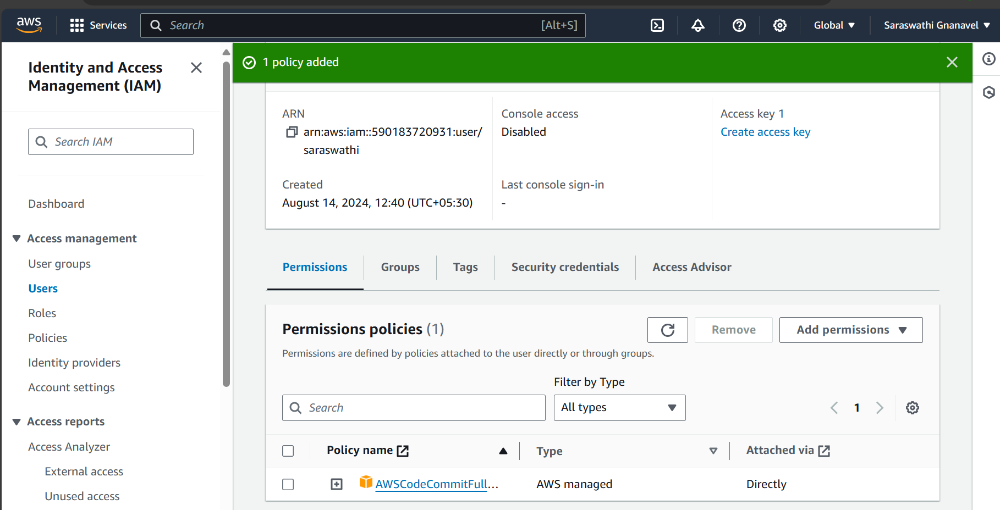 aws
Services
Search
[Alt+S]
Global
Saraswathi Gnanavel
Identity and Access
Management (IAM)
Search IAM
Dashboard
Access management
User groups
Users
Roles
Policies
Identity providers
Account settings
Access reports
Access Analyzer
External access
Unused access
1 policy added
ARN
arn:aws:iam::590183720931:user/
saraswathi
Console access
Disabled
Access key 1
Create access key
Created
August 14, 2024, 12:40 (UTC+05:30)
Last console sign-in
-
Permissions
Groups
Tags
Security credentials
Access Advisor
Permissions policies (1)
Remove
Add permissions
Permissions are defined by policies attached to the user directly or through groups.
Filter by Type
Search
All types
1
Policy name
Type
Attached via
AWSCodeCommitFull...
AWS managed
Directly